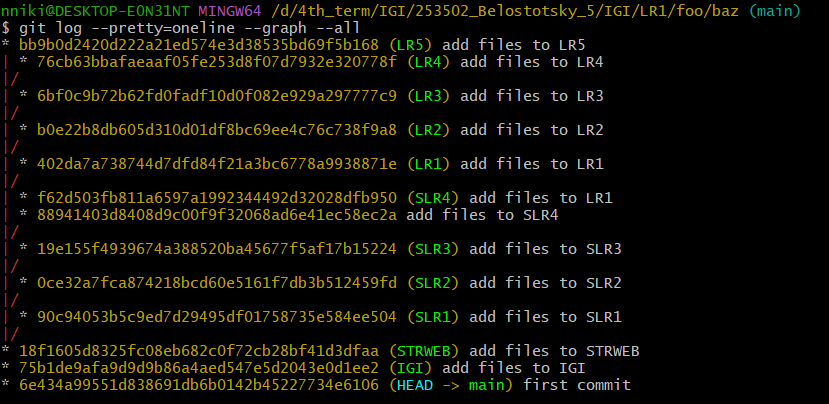 nniki@DESKTOP-EON31NT MINGW64 /d/4th_term/IGI/253502_Belostotsky_5/IGI/LR1/foo/baz (main)
$ git log --pretty=oneline --graph --all
* bb9b0d2420d222a21ed574e3d38535bd69f5b168 (LR5) add files to LR5
| * 76cb63bbafaeaaf05fe253d8f07d7932e320778f (LR4) add files to LR4
|/
| * 6bf0c9b72b62fd0fadf10d0f082e929a297777c9 (LR3) add files to LR3
|/
| * b0e22b8db605d310d01df8bc69ee4c76c738f9a8 (LR2) add files to LR2
|/
| * 402da7a738744d7dfd84f21a3bc6778a9938871e (LR1) add files to LR1
|/
| * f62d503fb811a6597a1992344492d32028dfb950 (SLR4) add files to LR1
| * 88941403d8408d9c00f9f32068ad6e41ec58ec2a add files to SLR4
|/
| * 19e155f4939674a388520ba45677f5af17b15224 (SLR3) add files to SLR3
|/
| * 0ce32a7fca874218bcd60e5161f7db3b512459fd (SLR2) add files to SLR2
|/
| * 90c94053b5c9ed7d29495df01758735e584ee504 (SLR1) add files to SLR1
|/
* 18f1605d8325fc08eb682c0f72cb28bf41d3dfaa (STRWEB) add files to STRWEB
* 75b1de9afa9d9d9b86a4aed547e5d2043e0d1ee2 (IGI) add files to IGI
* 6e434a99551d838691db6b0142b45227734e6106 (HEAD -> main) first commit